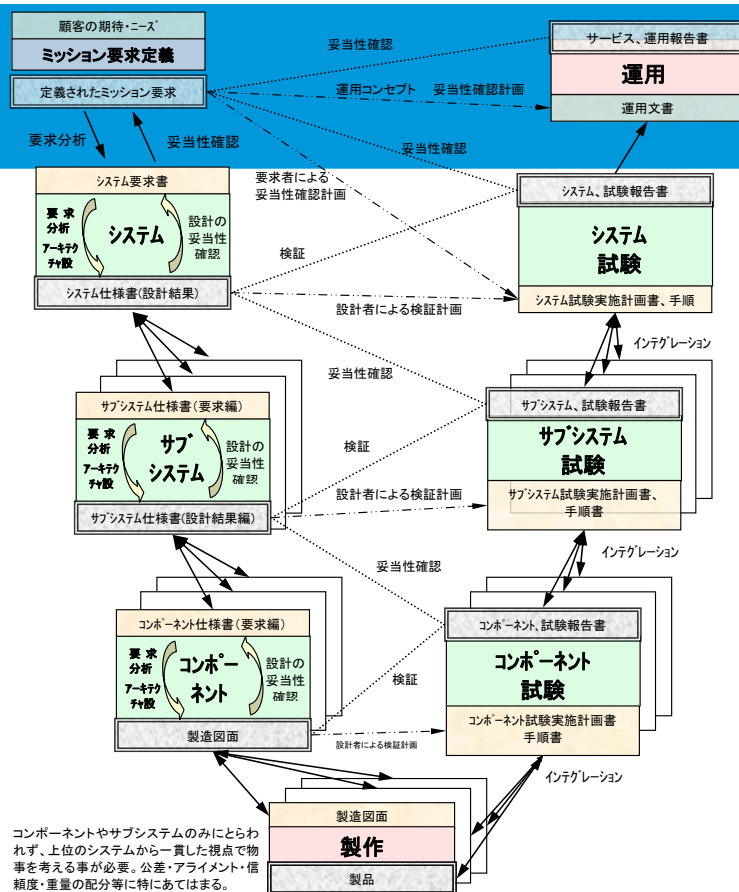 顧客の期待・ニーズ
ミッション要求定義
定義されたミッション要求
要求分析
妥当性確認
妥当性確認
運用コンセプト
妥当性確認計画
妥当性確認
要求者による
妥当性確認計画
サービス、運用報告書
運用
運用文書
システム要求書
要 求
分析
アーキテク
チャ設
システム
設計の
妥当性
確認
システム仕様書(設計結果)
検証
設計者による検証計画
妥当性確認
システム、試験報告書
システム
試験
システム試験実施計画書、手順
インテグレーション
サブシステム仕様書(要求編)
要 求
分析
アーキテク
チャ設
サブ
システム
設計の
妥当性
確認
サブシステム仕様書(設計結果編)
検証
設計者による検証計画
妥当性確認
サブシステム、試験報告書
サブシステム
試験
サブシステム試験実施計画書、
手順書
インテグレーション
コンポーネント仕様書(要求編)
要 求
分析
アーキテク
チャ設
コンポー
ネント
設計の
妥当性
確認
製造図面
検証
設計者による検証計画
コンポーネント、試験報告書
コンポーネント
試験
コンポーネント試験実施計画書
手順書
インテグレーション
製造図面
製作
製品
コンポーネントやサブシステムのみにとらわ
れず、上位のシステムから一貫した視点で物
事を考える事が必要。公差・アライメント・信
頼度・重量の配分等に特にあてはまる。